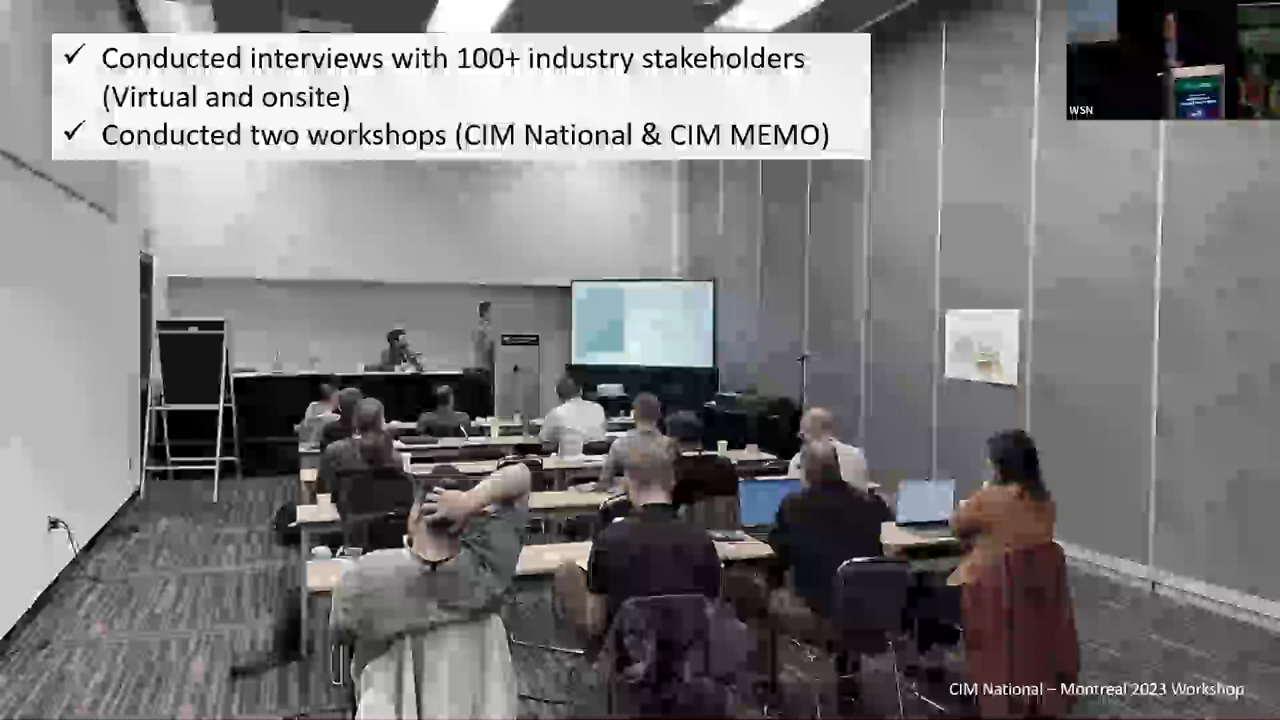 ✓ Conducted interviews with 100+ industry stakeholders
(Virtual and onsite)
✓ Conducted two workshops (CIM National & CIM MEMO)
WSN
CIM National – Montreal 2023 Workshop